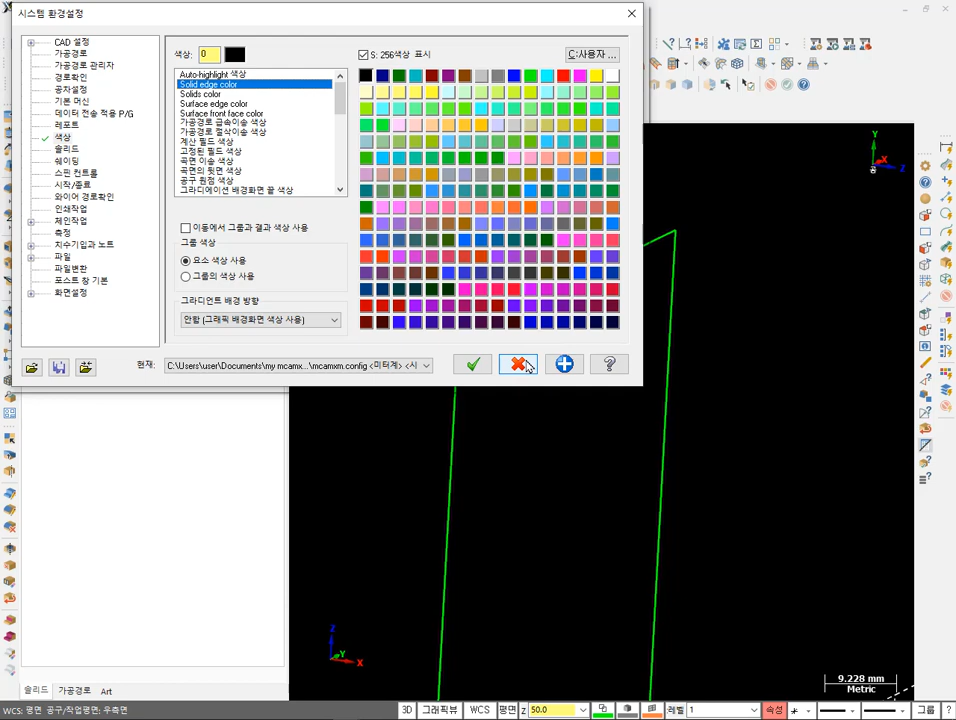 시스템 환경설정
CAD 설정
가공경로
가공경로 관리자
경로확인
공차설정
기본 머신
데이터 전송 적용 P/G
레포트
색상
솔리드
쉐이딩
스핀 컨트롤
시작/종료
와이어 경로확인
인쇄작업
체인작업
측정
치수기입과 노트
파일
파일변환
포스트 창 기본
화면설정
색상: 0
S: 256색상 표시
C:사용자 ...
Auto-highlight 색상
Solid edge color
Solids color
Surface edge color
Surface front face color
가공경로 급속이송 색상
가공경로 절삭이송 색상
계산 필드 색상
고정된 필드 색상
곡면 이송 색상
곡면의 뒷면 색상
공구 원점 색상
그라디에이션 배경화면 끝 색상
이동에서 그룹과 결과 색상 사용
그룹 색상
요소 색상 사용
그룹의 색상 사용
그라디언트 배경 방향
안함 (그래픽 배경화면 색상 사용)
현재: C:\Users\user\Documents\my mcamx...\mcamxm.config <미터계> <시
Y
X
Z
Z
Y
X
9.228 mm
Metric
솔리드 가공경로 Art
WCS: 평면 공구/작업평면: 우측면
3D 그래픽뷰 WCS 평면 Z 50.0 레벨 1 속성 그룹